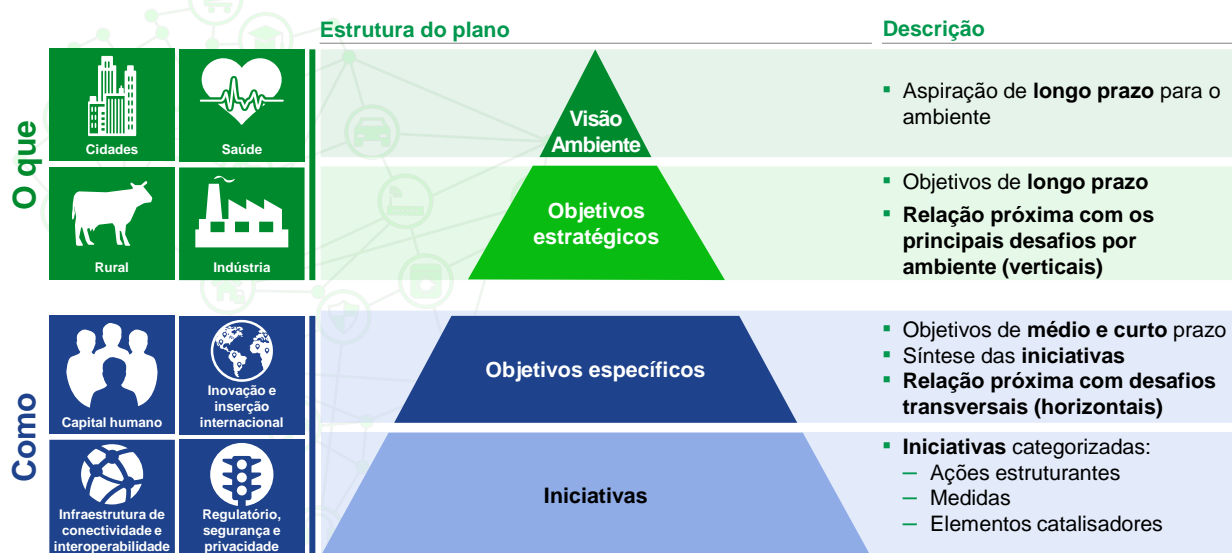 Estrutura do plano
Descrição
O que
Cidades
Saúde
Rural
Indústria
Visão
Ambiente
▪ Aspiração de longo prazo para o
ambiente
Objetivos
estratégicos
▪ Objetivos de longo prazo
▪ Relação próxima com os
principais desafios por
ambiente (verticais)
Como
Capital humano
Inovação e
inserção
internacional
Infraestrutura de
conectividade e
interoperabilidade
Regulatório,
segurança e
privacidade
Objetivos específicos
▪ Objetivos de médio e curto prazo
▪ Síntese das iniciativas
▪ Relação próxima com desafios
transversais (horizontais)
Iniciativas
▪ Iniciativas categorizadas:
– Ações estruturantes
– Medidas
– Elementos catalisadores